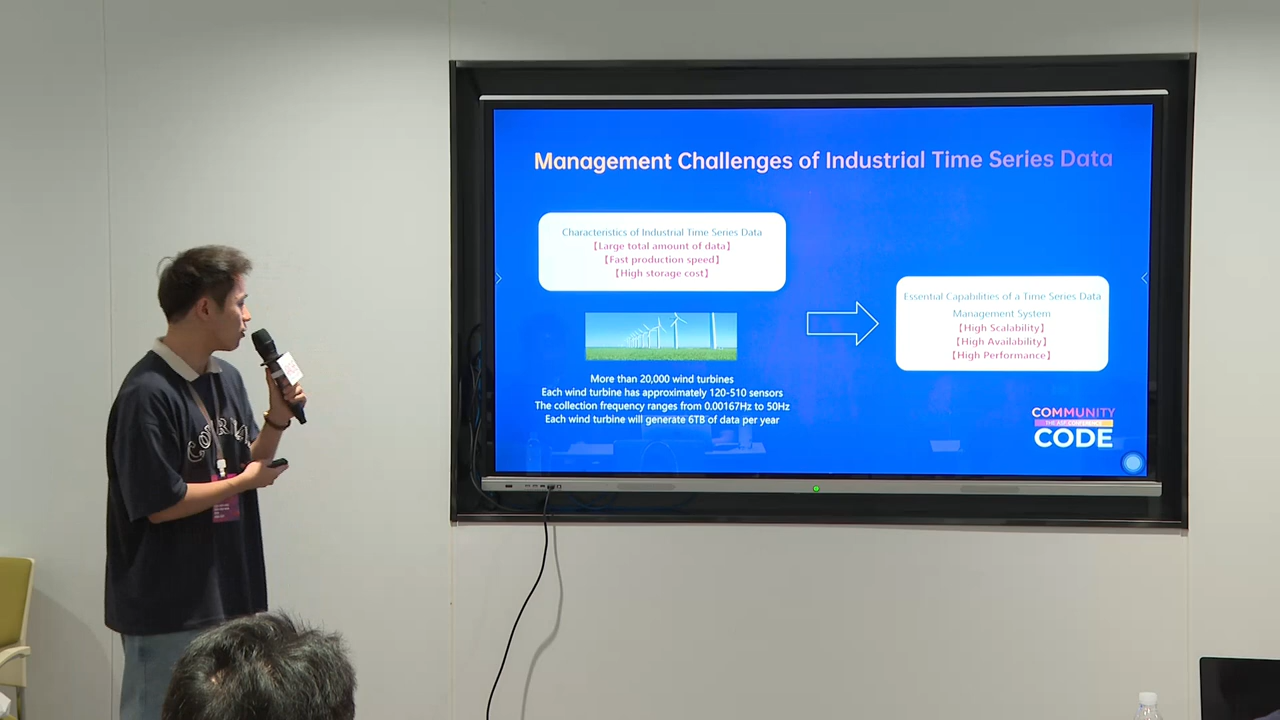 Management Challenges of Industrial Time Series Data
Characteristics of Industrial Time Series Data
【Large total amount of data】
【Fast production speed】
【High storage cost】
More than 20,000 wind turbines
Each wind turbine has approximately 120-510 sensors
The collection frequency ranges from 0.00167Hz to 50Hz
Each wind turbine will generate 6TB of data per year
Essential Capabilities of a Time Series Data
Management System
【High Scalability】
【High Availability】
【High Performance】
COMMUNITY
THE ASF CONFERENCE
CODE